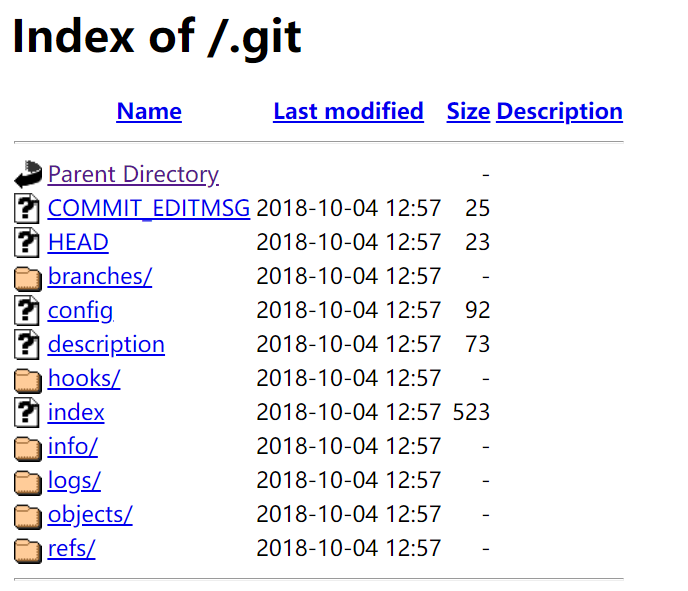 Index of /.git
Name Last modified Size Description
Parent Directory -
COMMIT_EDITMSG 2018-10-04 12:57 25
HEAD 2018-10-04 12:57 23
branches/ 2018-10-04 12:57 -
config 2018-10-04 12:57 92
description 2018-10-04 12:57 73
hooks/ 2018-10-04 12:57 -
index 2018-10-04 12:57 523
info/ 2018-10-04 12:57 -
logs/ 2018-10-04 12:57 -
objects/ 2018-10-04 12:57 -
refs/ 2018-10-04 12:57 -